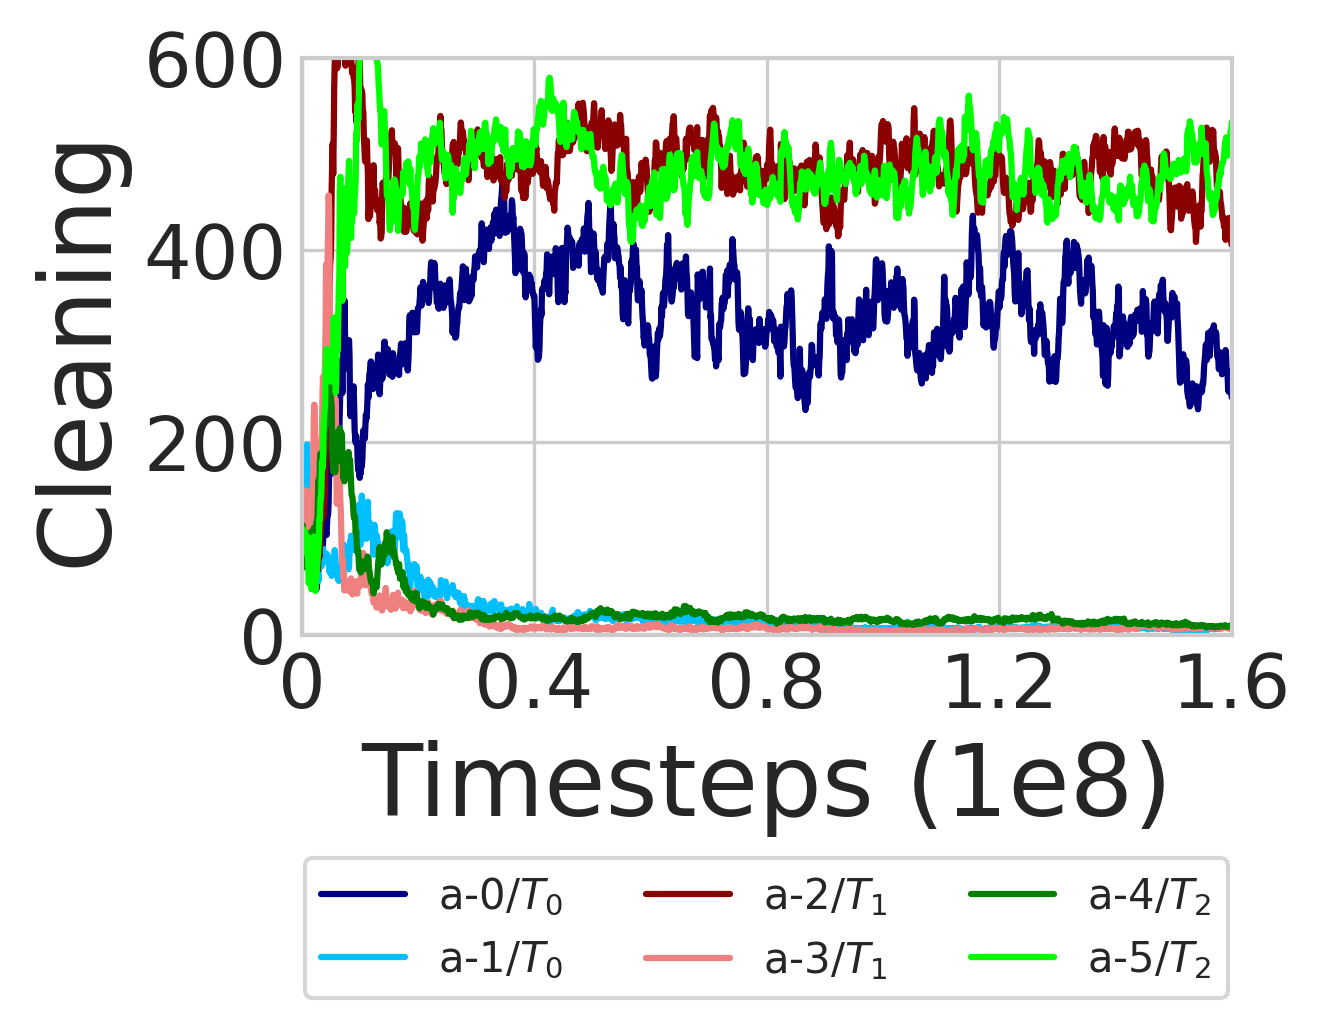 Cleaning
600
400
200
0
0 0.4 0.8 1.2 1.6
Timesteps (1e8)
a-0/T₀ a-2/T₁ a-4/T₂
a-1/T₀ a-3/T₁ a-5/T₂